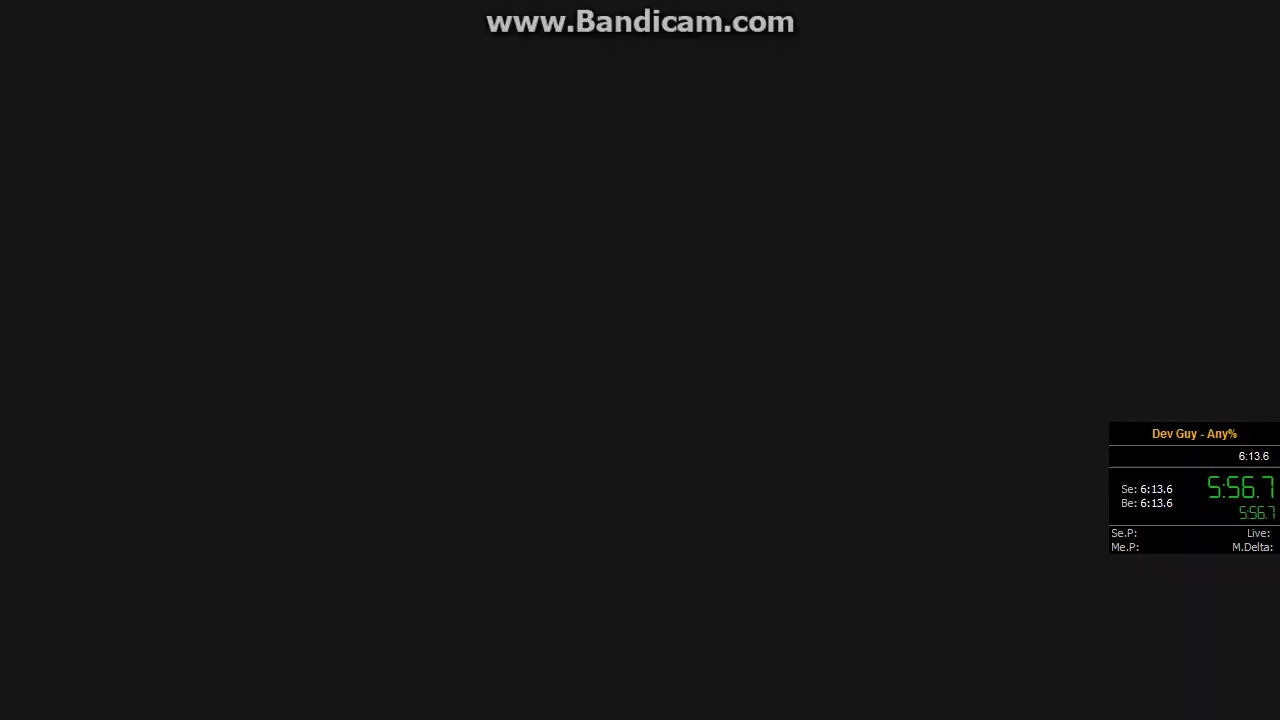 www.Bandicam.com
Dev Guy - Any%
6:13.6
Se: 6:13.6
5:56.7
Be: 6:13.6
5:56.7
Se.P:
Live:
Me.P:
M.Delta: